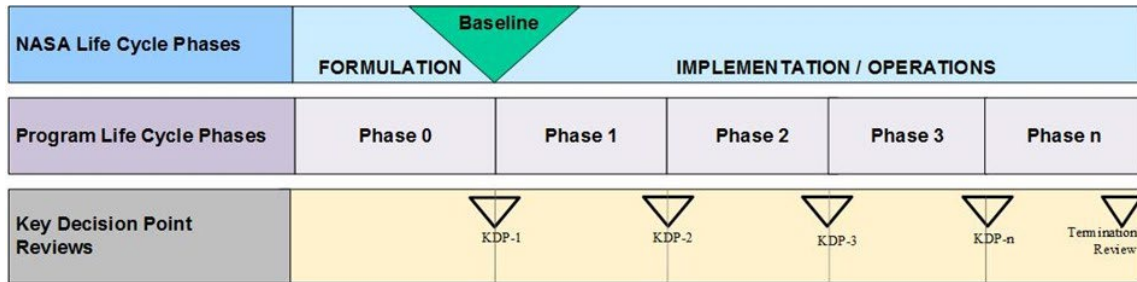 Baseline
NASA Life Cycle Phases
FORMULATION
IMPLEMENTATION / OPERATIONS
Program Life Cycle Phases
Phase 0
Phase 1
Phase 2
Phase 3
Phase n
Key Decision Point
Reviews
KDP-1
KDP-2
KDP-3
KDP-n
Termination
Review